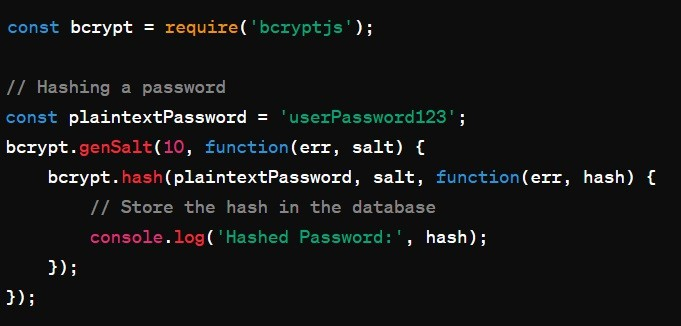 const bcrypt = require('bcryptjs');
// Hashing a password
const plaintextPassword = 'userPassword123';
bcrypt.genSalt(10, function(err, salt) {
    bcrypt.hash(plaintextPassword, salt, function(err, hash) {
        // Store the hash in the database
        console.log('Hashed Password:', hash);
    });
});